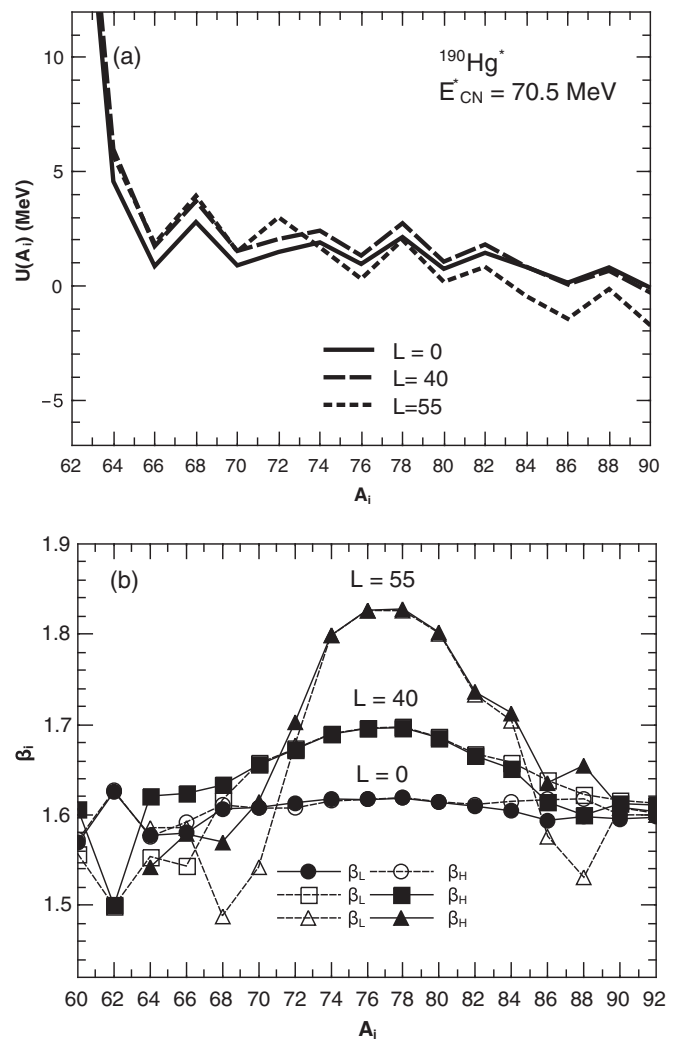 (a)
¹⁹⁰Hg*
E*CN = 70.5 MeV
10
5
0
−5
U(Aᵢ) (MeV)
L = 0
L= 40
L=55
62 64 66 68 70 72 74 76 78 80 82 84 86 88 90
Aᵢ
(b)
L = 55
L = 40
L = 0
1.9
1.8
1.7
1.6
1.5
βᵢ
βL βH
βL βH
βL βH
60 62 64 66 68 70 72 74 76 78 80 82 84 86 88 90 92
Aᵢ